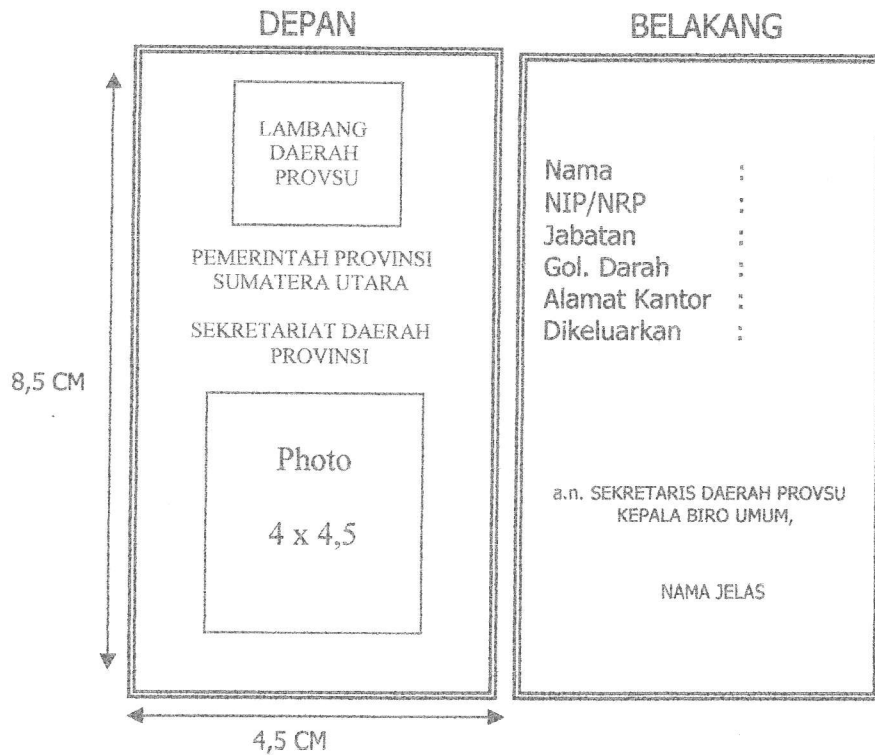 DEPAN
BELAKANG
LAMBANG
DAERAH
PROVSU
PEMERINTAH PROVINSI
SUMATERA UTARA
SEKRETARIAT DAERAH
PROVINSI
8,5 CM
Photo
4 x 4,5
4,5 CM
Nama :
NIP/NRP :
Jabatan :
Gol. Darah :
Alamat Kantor :
Dikeluarkan :
a.n. SEKRETARIS DAERAH PROVSU
KEPALA BIRO UMUM,
NAMA JELAS